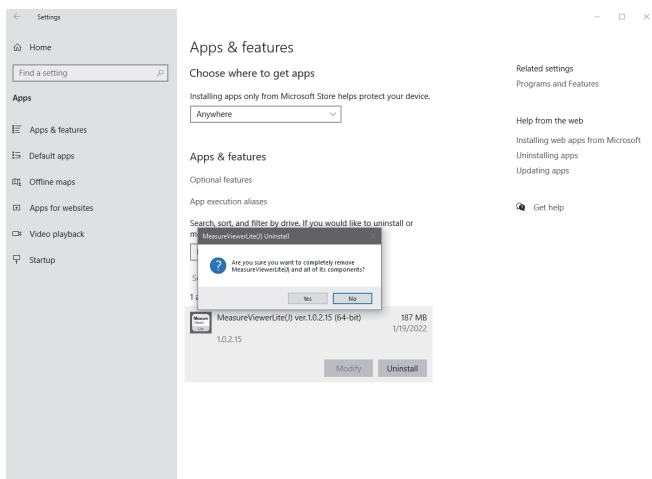 Settings
Home
Find a setting
Apps
Apps & features
Default apps
Offline maps
Apps for websites
Video playback
Startup
Apps & features
Choose where to get apps
Installing apps only from Microsoft Store helps protect your device.
Anywhere
Apps & features
Optional features
App execution aliases
Search, sort, and filter by drive. If you would like to uninstall or
MeasureViewerLite(J) Uninstall
Are you sure you want to completely remove
MeasureViewerLite(J) and all of its components?
Yes No
MeasureViewerLite(J) ver.1.0.2.15 (64-bit) 187 MB
1/19/2022
1.0.2.15
Modify Uninstall
Related settings
Programs and Features
Help from the web
Installing web apps from Microsoft
Uninstalling apps
Updating apps
Get help